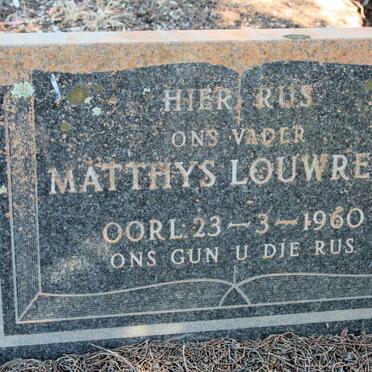 HIER RUS
ONS VADER
MATTHYS LOUWRE
OORL: 23-3-1960
ONS GUN U DIE RUS